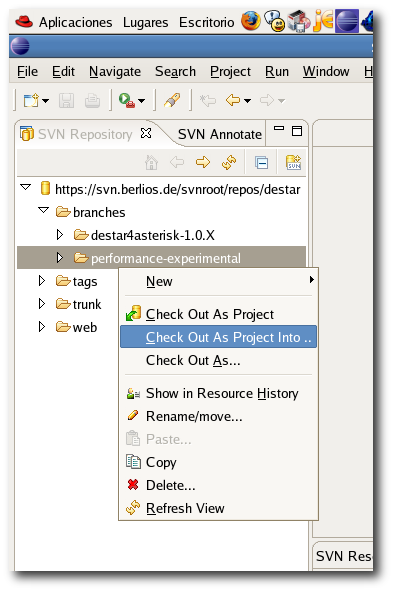 Aplicaciones Lugares Escritorio
File Edit Navigate Search Project Run Window H
SVN Repository SVN Annotate
SVN
https://svn.berlios.de/svnroot/repos/destar
branches
destar4asterisk-1.0.X
performance-experimental
tags
trunk
web
New
Check Out As Project
Check Out As Project Into ..
Check Out As...
Show in Resource History
Rename/move...
Paste...
Copy
Delete...
Refresh View
SVN Reso